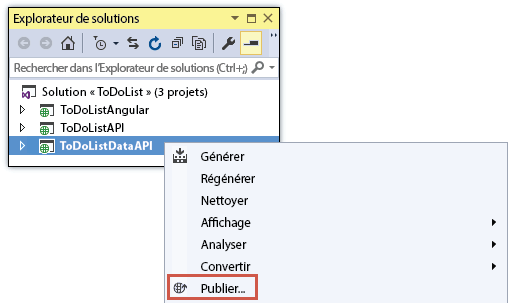 Explorateur de solutions
Rechercher dans l'Explorateur de solutions (Ctrl+;)
Solution « ToDoList » (3 projets)
ToDoListAngular
ToDoListAPI
ToDoListDataAPI
Générer
Régénérer
Nettoyer
Affichage
Analyser
Convertir
Publier...